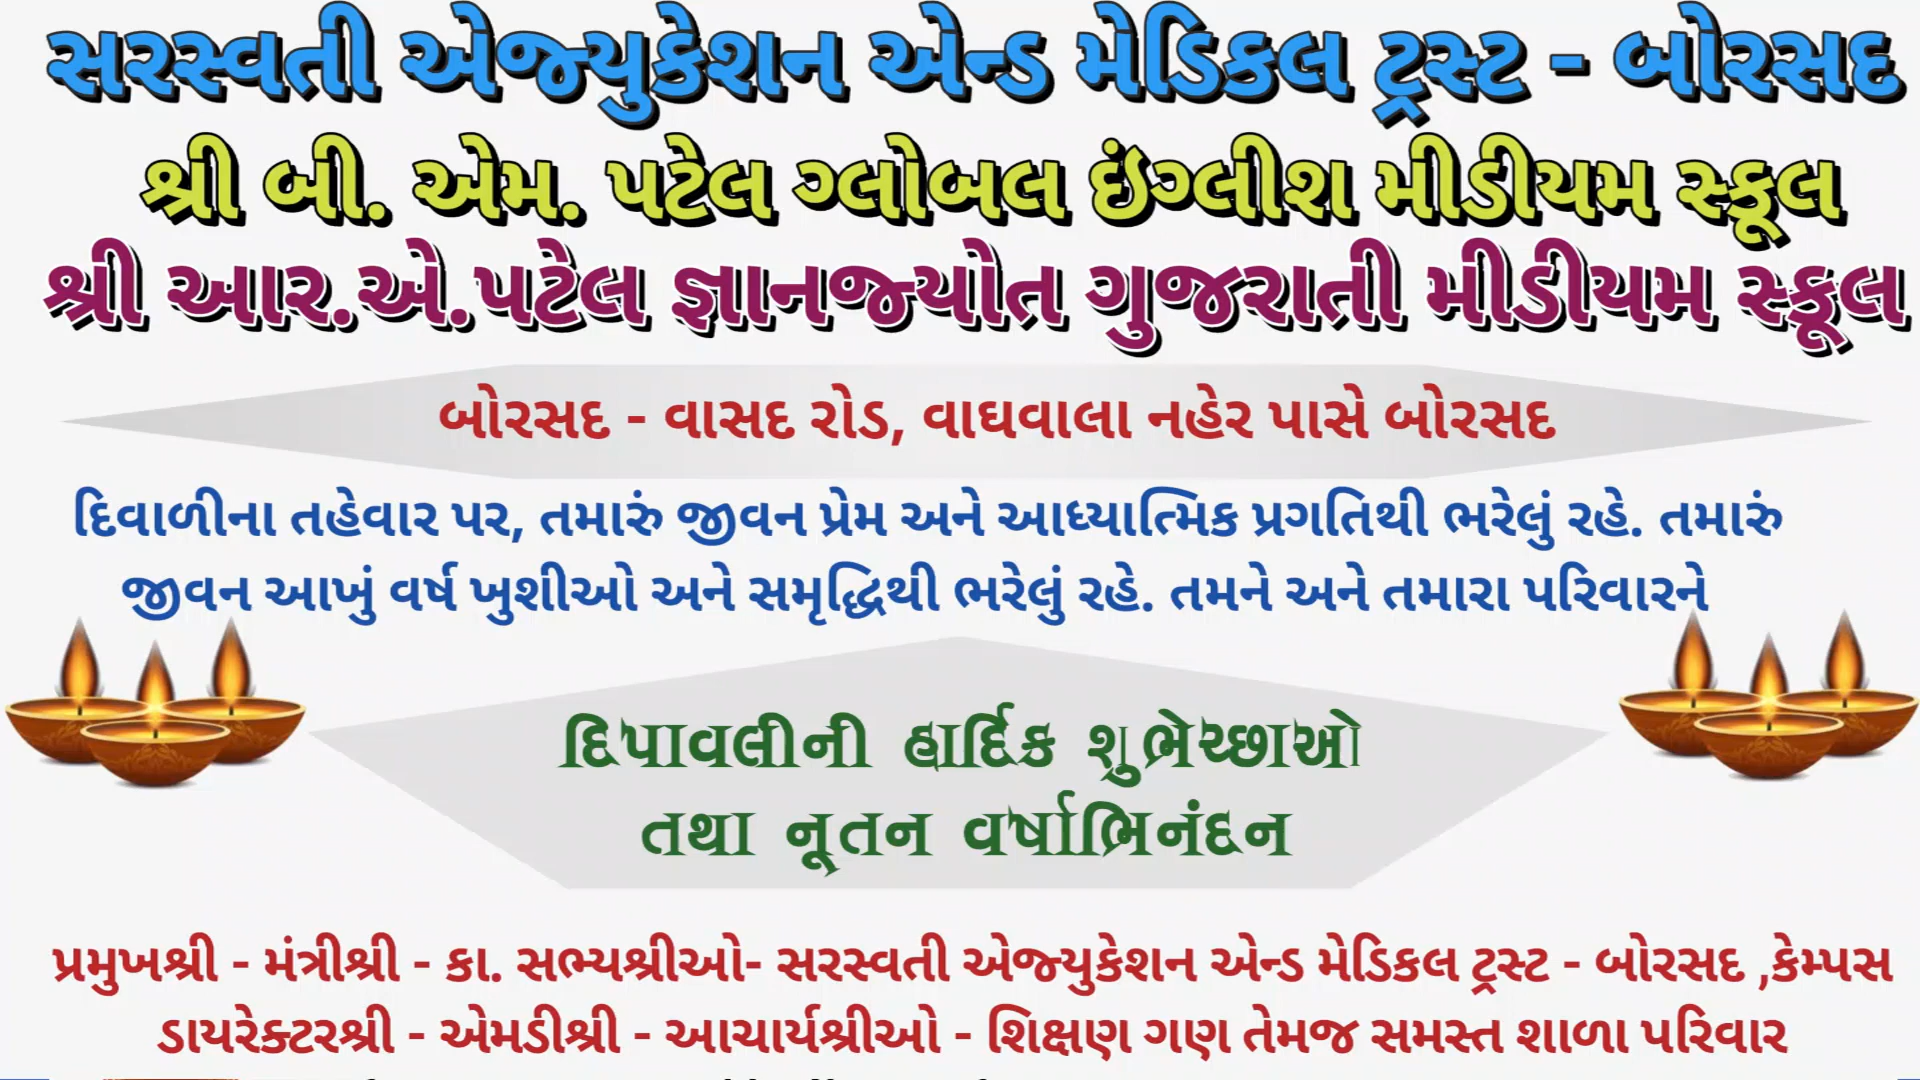 સરસ્વતી એજ્યુકેશન એન્ડ મેડિકલ ટ્રસ્ટ - બોરસદ
શ્રી બી. એમ. પટેલ ગ્લોબલ ઇંગ્લીશ મીડીયમ સ્કૂલ
શ્રી આર.એ.પટેલ જ્ઞાનજ્યોત ગુજરાતી મીડીયમ સ્કૂલ
બોરસદ - વાસદ રોડ, વાઘવાલા નહેર પાસે બોરસદ
દિવાળીના તહેવાર પર, તમારું જીવન પ્રેમ અને આધ્યાત્મિક પ્રગતિથી ભરેલું રહે. તમારું
જીવન આખું વર્ષ ખુશીઓ અને સમૃદ્ધિથી ભરેલું રહે. તમને અને તમારા પરિવારને
દિપાવલીની હાર્દિક શુભેચ્છાઓ
તથા નૂતન વર્ષાભિનંદન
પ્રમુખશ્રી - મંત્રીશ્રી - કા. સભ્યશ્રીઓ- સરસ્વતી એજ્યુકેશન એન્ડ મેડિકલ ટ્રસ્ટ - બોરસદ ,કેમ્પસ
ડાયરેક્ટરશ્રી - એમડીશ્રી - આચાર્યશ્રીઓ - શિક્ષણ ગણ તેમજ સમસ્ત શાળા પરિવાર